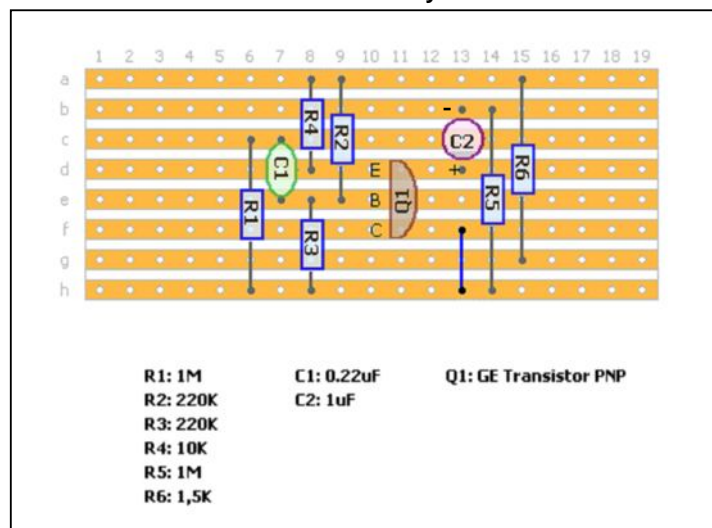 1 2 3 4 5 6 7 8 9 10 11 12 13 14 15 16 17 18 19
a
b -
c
d E +
e B
f C
g
h
R4 R2 C2 R6
C1 R5
R1 Q1
R3
R1: 1M C1: 0.22uF Q1: GE Transistor PNP
R2: 220K C2: 1uF
R3: 220K
R4: 10K
R5: 1M
R6: 1,5K